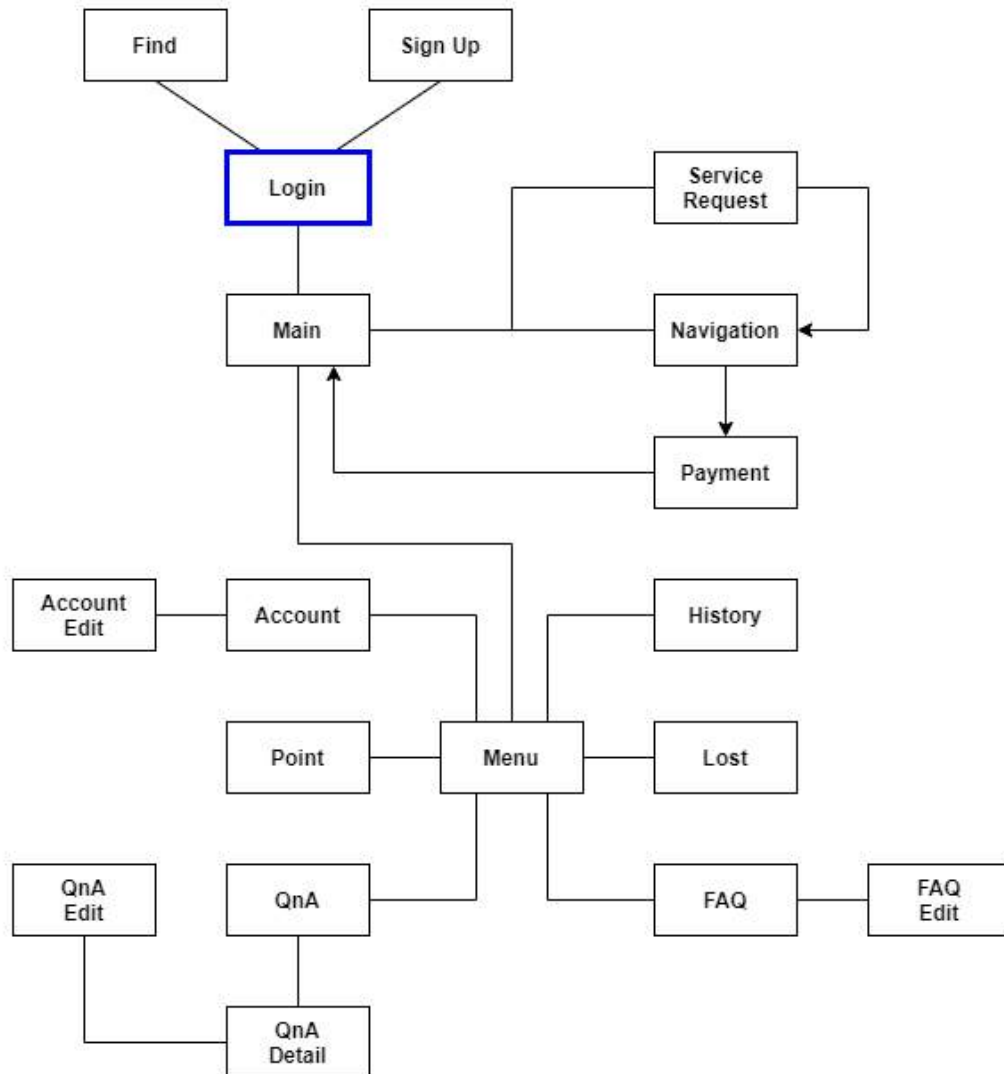 Find
Sign Up
Login
Service
Request
Main
Navigation
Payment
Account
Edit
Account
History
Point
Menu
Lost
QnA
Edit
QnA
FAQ
FAQ
Edit
QnA
Detail